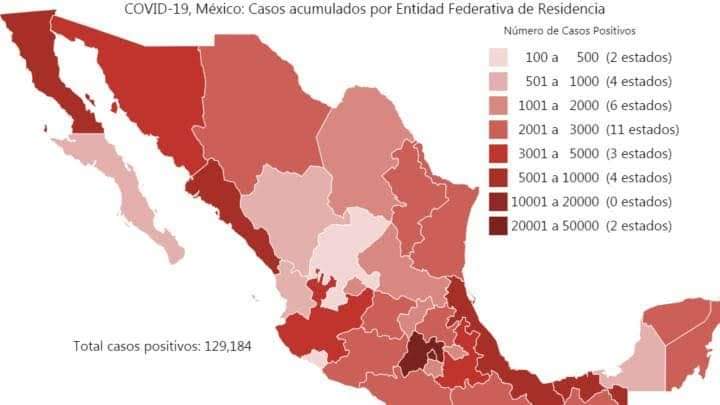 COVID-19, México: Casos acumulados por Entidad Federativa de Residencia
Número de Casos Positivos
100 a 500 (2 estados)
501 a 1000 (4 estados)
1001 a 2000 (6 estados)
2001 a 3000 (11 estados)
3001 a 5000 (3 estados)
5001 a 10000 (4 estados)
10001 a 20000 (0 estados)
20001 a 50000 (2 estados)
Total casos positivos: 129,184